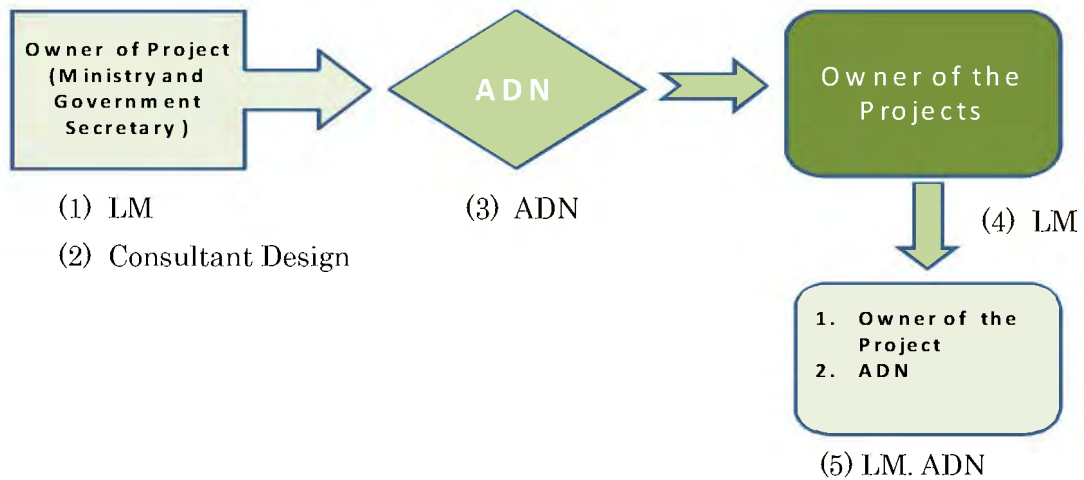 Owner of Project
(Ministry and
Government
Secretary)
(1) LM
(2) Consultant Design
ADN
(3) ADN
Owner of the
Projects
(4) LM
1. Owner of the
Project
2. ADN
(5) LM. ADN